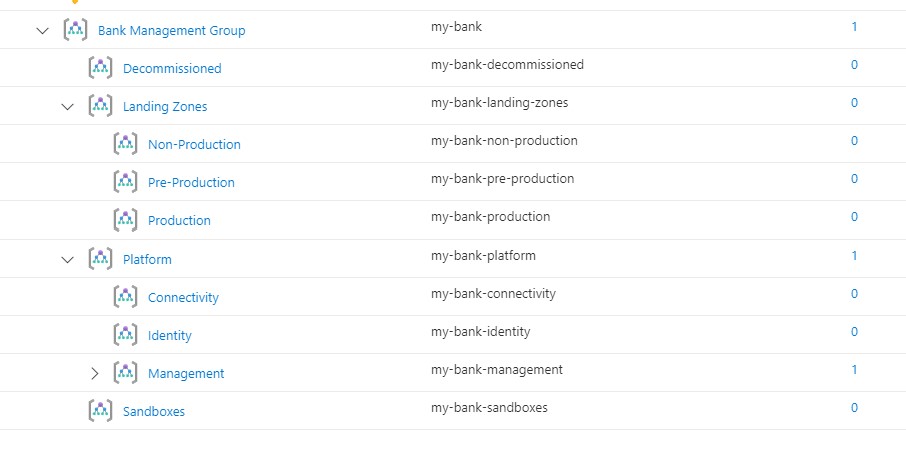 Bank Management Group my-bank 1
Decommissioned my-bank-decommissioned 0
Landing Zones my-bank-landing-zones 0
Non-Production my-bank-non-production 0
Pre-Production my-bank-pre-production 0
Production my-bank-production 0
Platform my-bank-platform 1
Connectivity my-bank-connectivity 0
Identity my-bank-identity 0
Management my-bank-management 1
Sandboxes my-bank-sandboxes 0